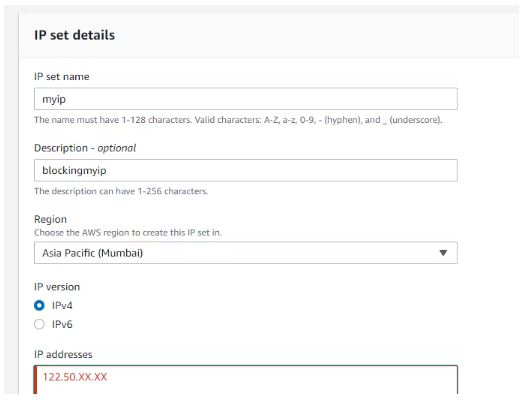 IP set details
IP set name
myip
The name must have 1-128 characters. Valid characters: A-Z, a-z, 0-9, - (hyphen), and _ (underscore).
Description - optional
blockingmyip
The description can have 1-256 characters.
Region
Choose the AWS region to create this IP set in.
Asia Pacific (Mumbai)
IP version
IPv4
IPv6
IP addresses
122.50.XX.XX